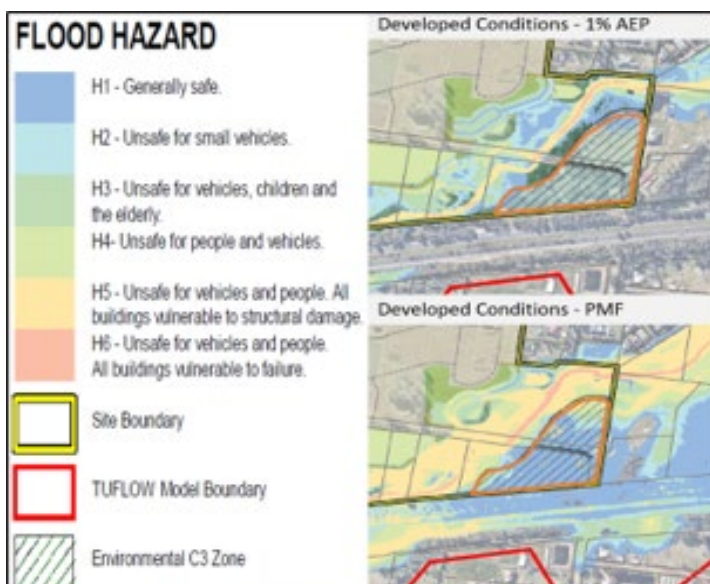 FLOOD HAZARD
H1 - Generally safe.
H2 - Unsafe for small vehicles.
H3 - Unsafe for vehicles, children and
the elderly.
H4- Unsafe for people and vehicles.
H5 - Unsafe for vehicles and people. All
buildings vulnerable to structural damage.
H6 - Unsafe for vehicles and people.
All buildings vulnerable to failure.
Site Boundary
TUFLOW Model Boundary
Environmental C3 Zone
Developed Conditions - 1% AEP
Developed Conditions - PMF